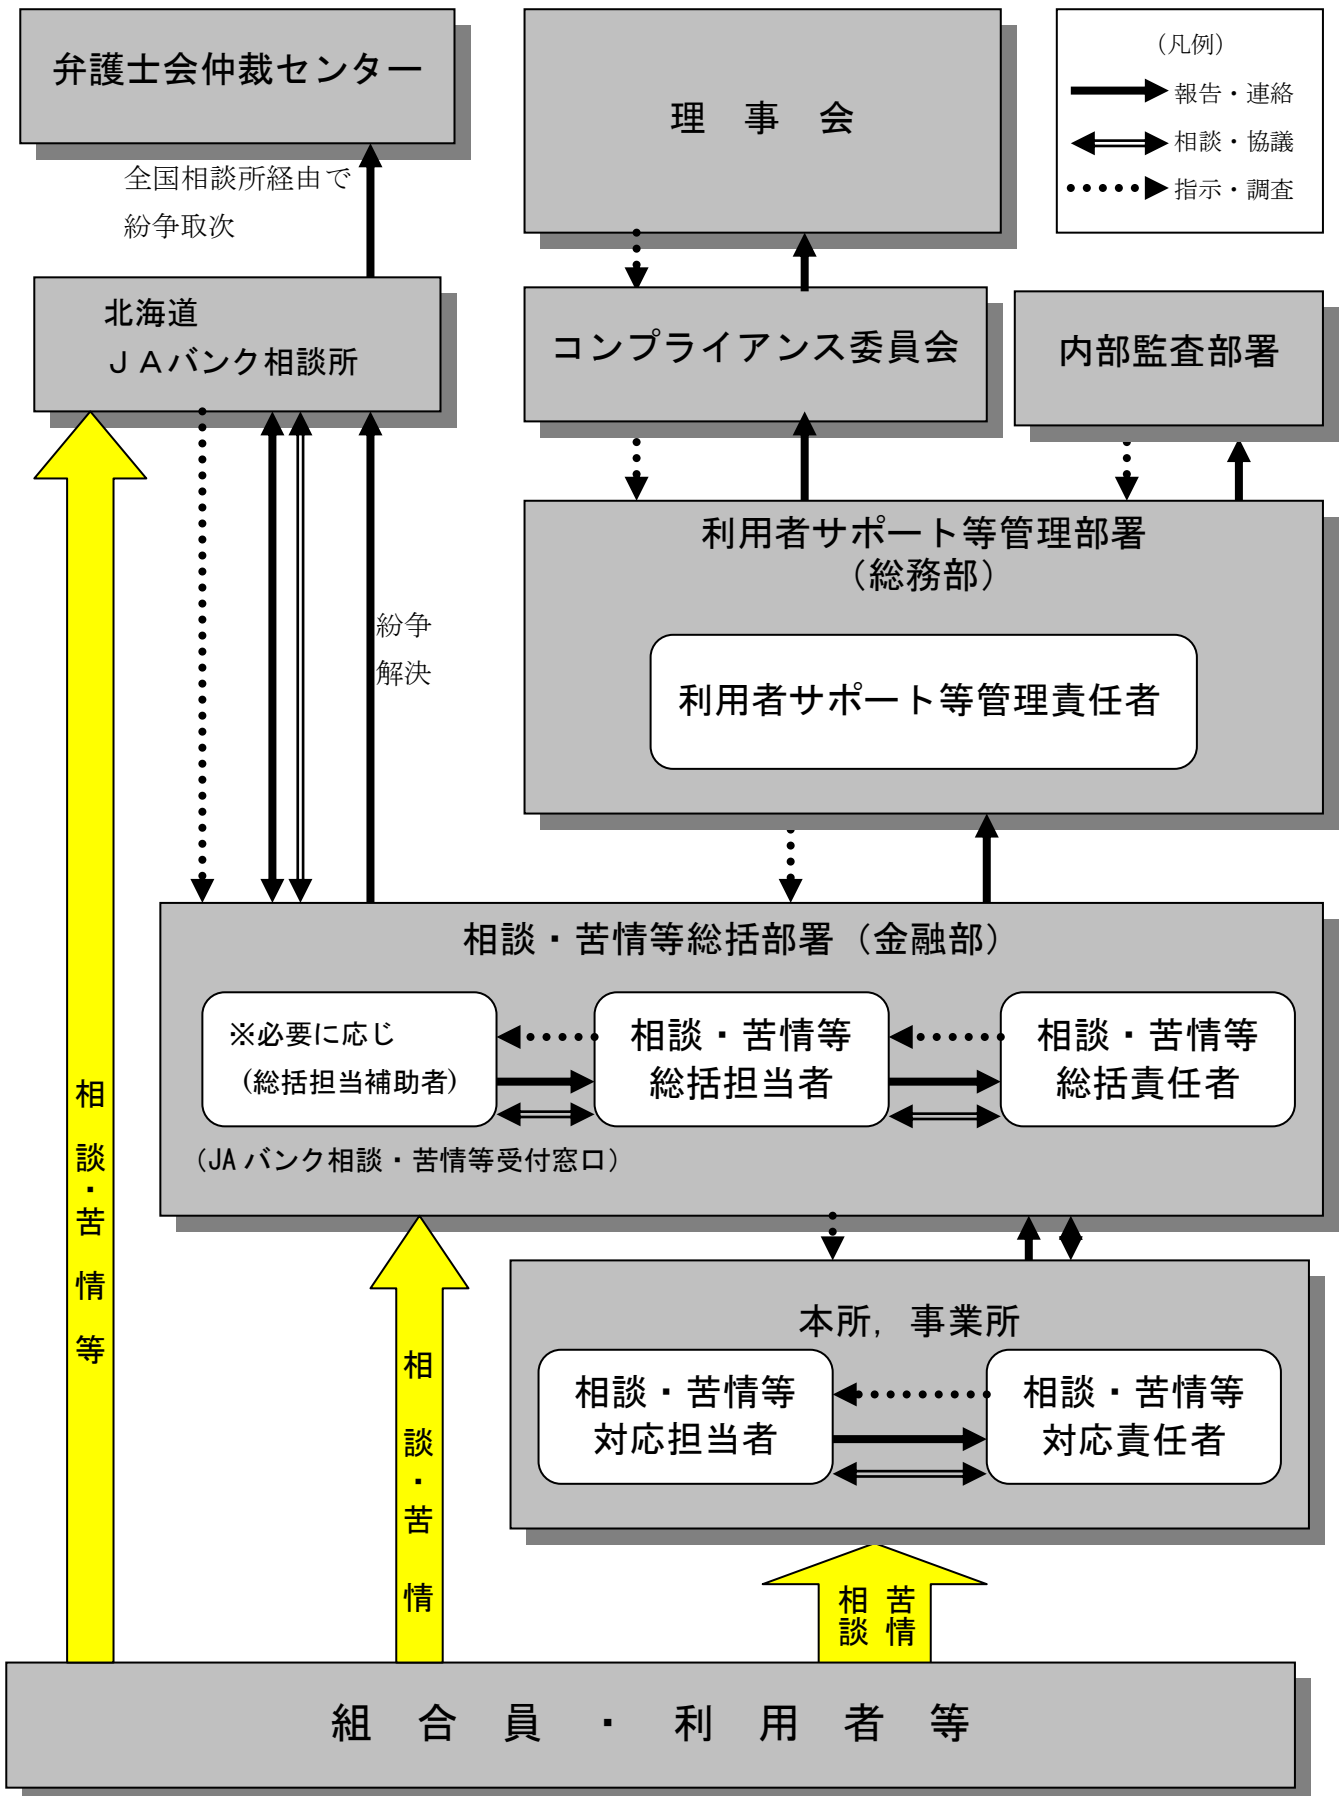 弁護士会仲裁センター
理 事 会
（凡例）
報告・連絡
相談・協議
指示・調査
全国相談所経由で
紛争取次
北海道
ＪＡバンク相談所
コンプライアンス委員会
内部監査部署
利用者サポート等管理部署
（総務部）
利用者サポート等管理責任者
紛争
解決
相談・苦情等総括部署（金融部）
※必要に応じ
(総括担当補助者)
相談・苦情等
総括担当者
相談・苦情等
総括責任者
（JAバンク相談・苦情等受付窓口）
相談・苦情等
相談・苦情
本所，事業所
相談・苦情等
対応担当者
相談・苦情等
対応責任者
苦情
相談
組 合 員 ・ 利 用 者 等